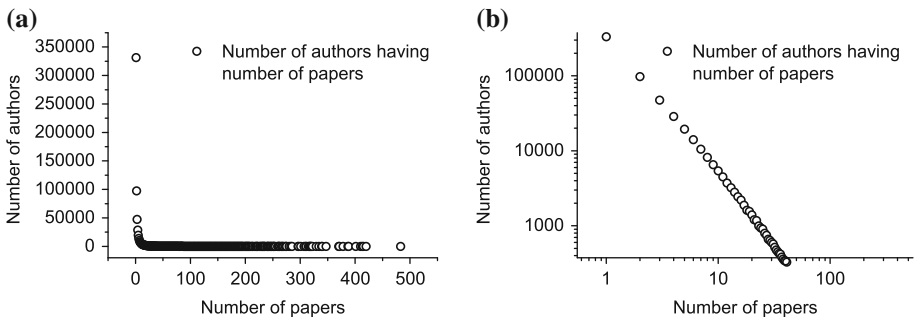 (a)
350000
300000
250000
200000
150000
100000
50000
0
Number of authors
Number of authors having
number of papers
0 100 200 300 400 500
Number of papers
(b)
100000
10000
1000
Number of authors
Number of authors having
number of papers
1 10 100
Number of papers